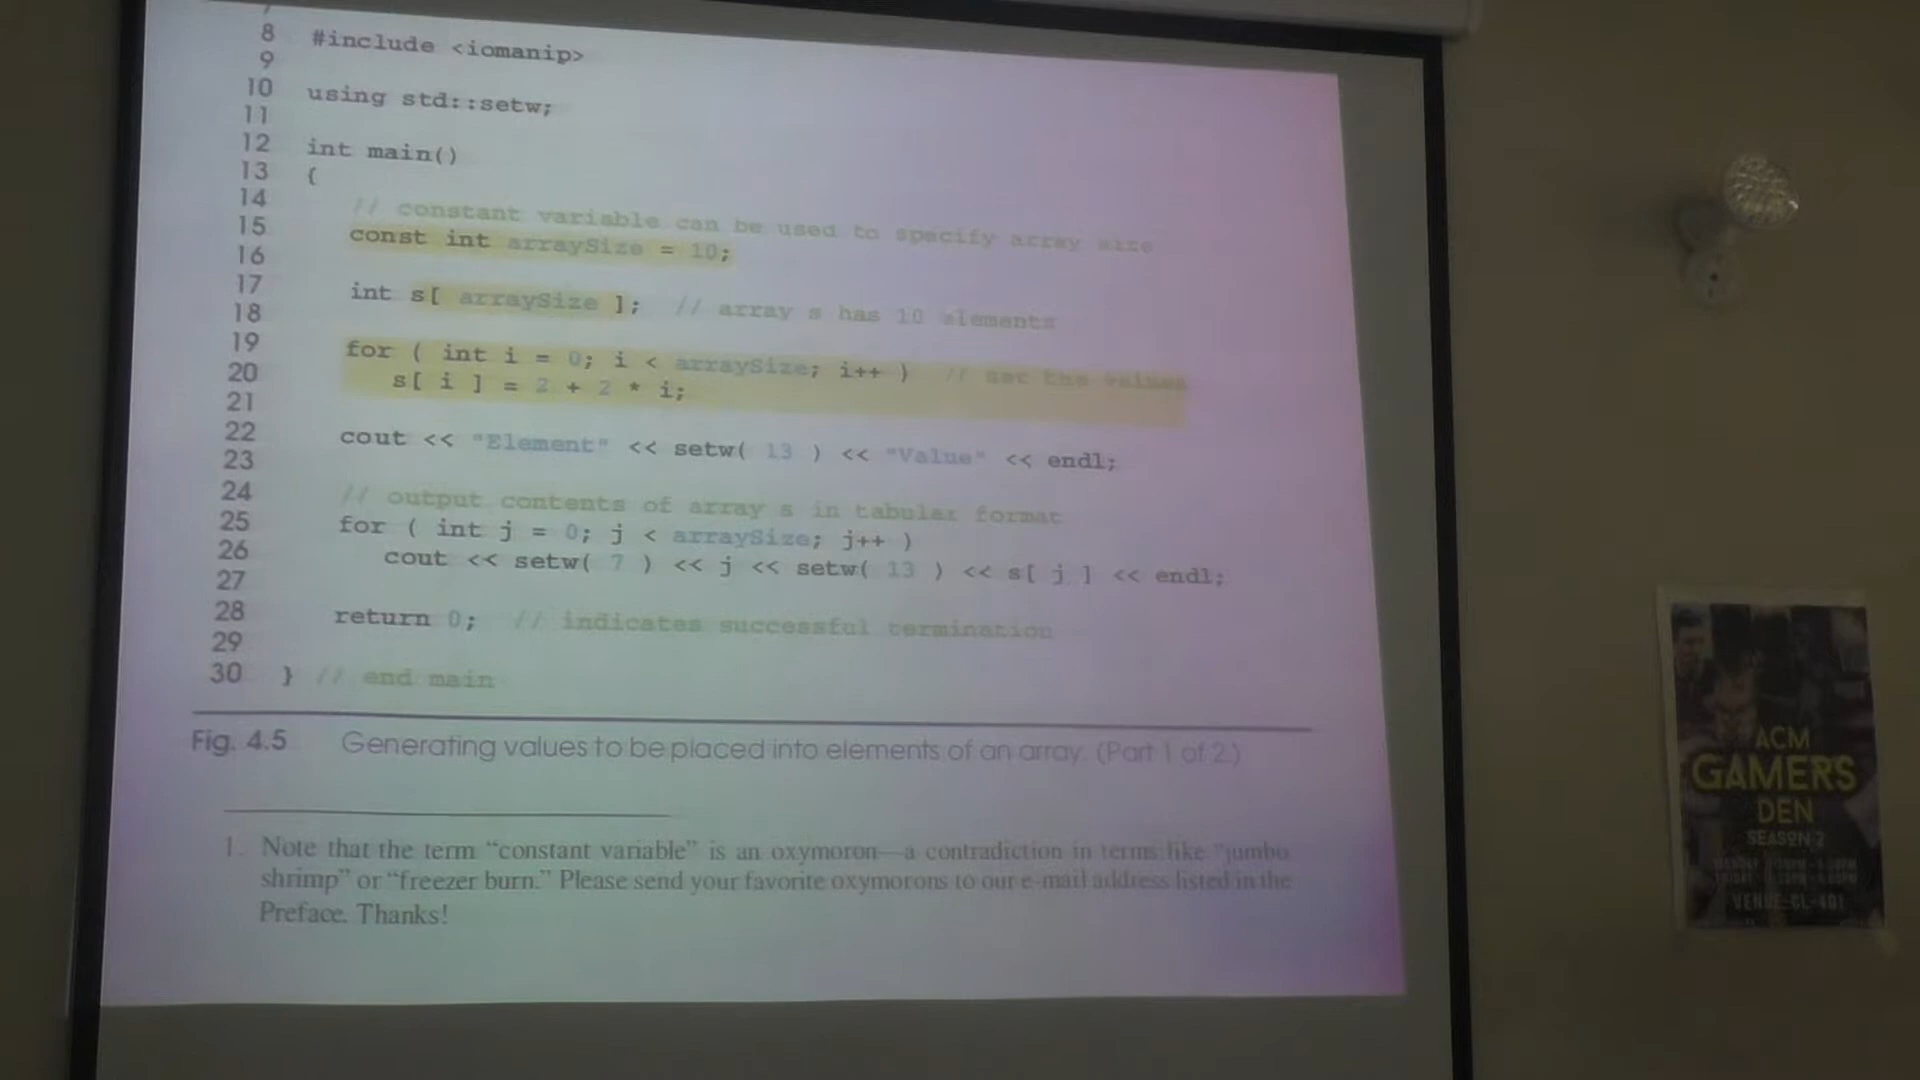 8 #include <iomanip>
9
10 using std::setw;
11
12 int main()
13 {
14 // constant variable can be used to specify array size
15 const int arraySize = 10;
16
17 int s[ arraySize ]; // array s has 10 elements
18
19 for ( int i = 0; i < arraySize; i++ ) // set the values
20 s[ i ] = 2 + 2 * i;
21
22 cout << "Element" << setw( 13 ) << "Value" << endl;
23
24 // output contents of array s in tabular format
25 for ( int j = 0; j < arraySize; j++ )
26 cout << setw( 7 ) << j << setw( 13 ) << s[ j ] << endl;
27
28 return 0; // indicates successful termination
29
30 } // end main
Fig. 4.5 Generating values to be placed into elements of an array. (Part 1 of 2.)
1. Note that the term “constant variable” is an oxymoron—a contradiction in terms like “jumbo
shrimp” or “freezer burn.” Please send your favorite oxymorons to our e-mail address listed in the
Preface. Thanks!
ACM
GAMERS
DEN
SEASON 2
VENUE-CL-401